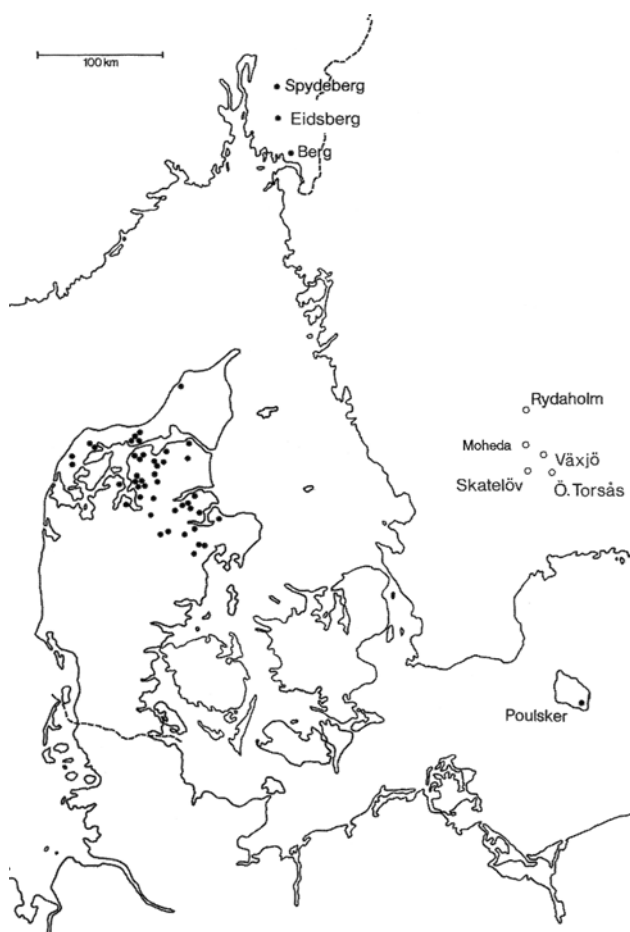 100 km
Spydeberg
Eidsberg
Berg
Rydaholm
Moheda
Växjö
Skatelöv
Ö. Torsås
Poulsker